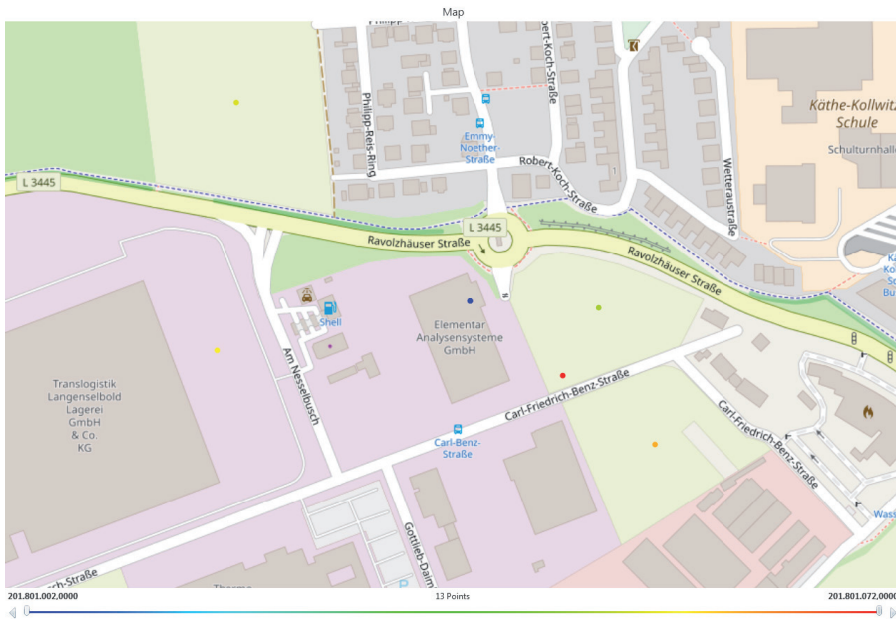 Map
Philipp-Reis-Ring
Robert-Koch-Straße
Käthe-Kollwitz
Schule
Schulturnhalle
Emmy-
Noether-
Straße
Robert-Koch-Straße
1
Wetteraustraße
L 3445
L 3445
Ravolzhäuser Straße
Ravolzhäuser Straße
Shell
Elementar
Analysensysteme
GmbH
Translogistik
Langenselbold
Lagerei
GmbH
& Co.
KG
Am Nesselbusch
Carl-Friedrich-Benz-Straße
Carl-Friedrich-Benz-Straße
Carl-Benz-
Straße
Gottlieb-Daim
Wass
ch-Straße
201.801.002,0000
13 Points
201.801.072,0000